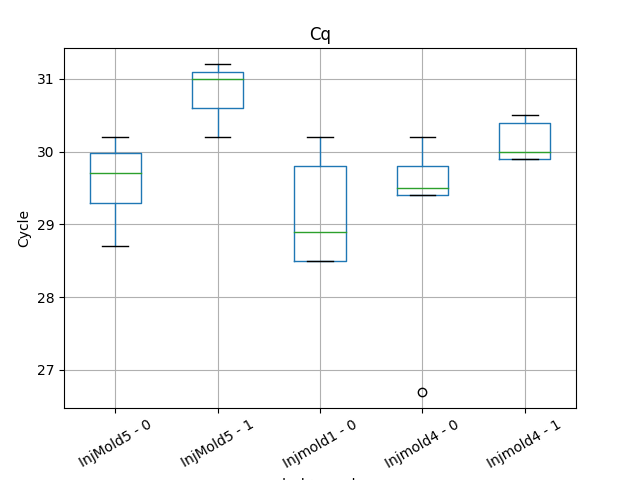 Cq
31
30
29
28
27
Cycle
InjMold5 - 0
InjMold5 - 1
Injmold1 - 0
Injmold4 - 0
Injmold4 - 1